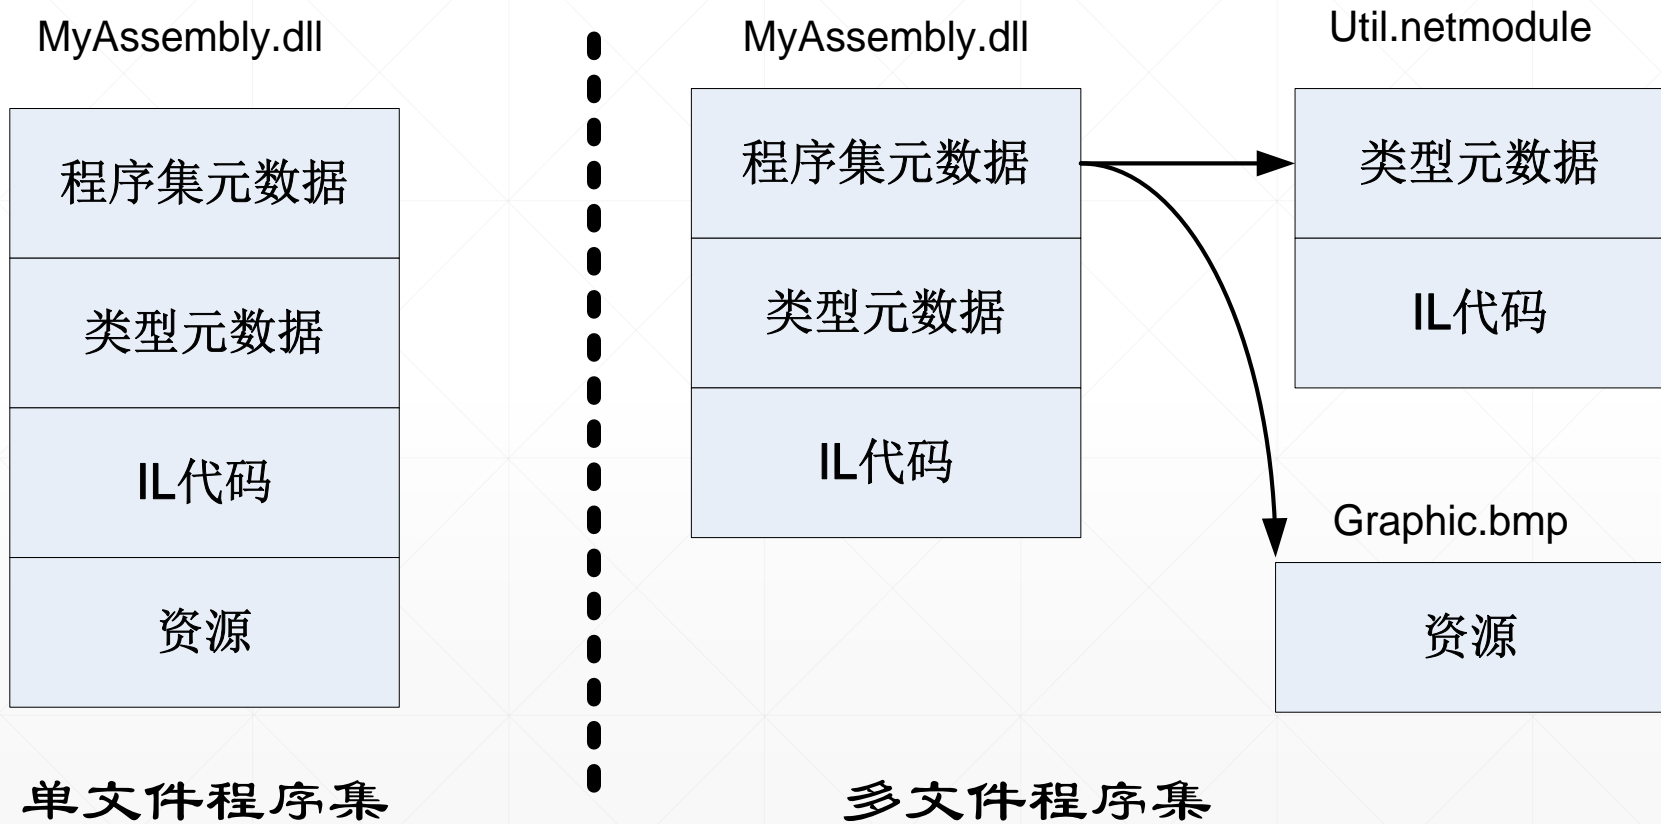 MyAssembly.dll
程序集元数据
类型元数据
IL代码
资源
单文件程序集
MyAssembly.dll
程序集元数据
类型元数据
IL代码
Util.netmodule
类型元数据
IL代码
Graphic.bmp
资源
多文件程序集